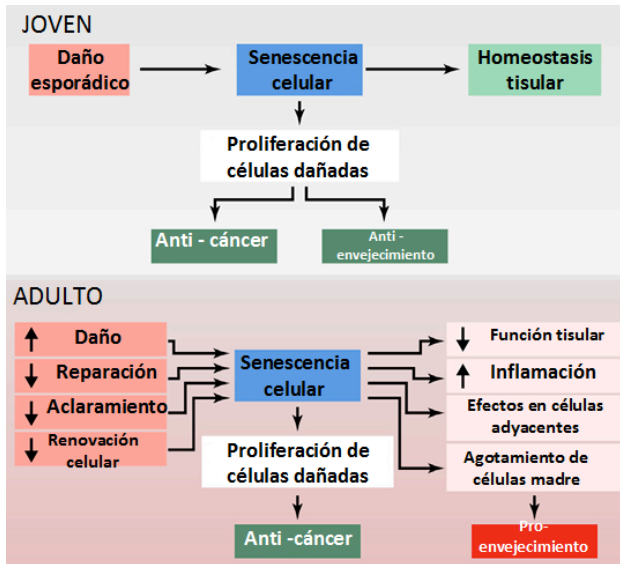 JOVEN
Daño
esporádico
Senescencia
celular
Homeostasis
tisular
Proliferación de
células dañadas
Anti - cáncer
Anti -
envejecimiento
ADULTO
Daño
Reparación
Aclaramiento
Renovación
celular
Senescencia
celular
Proliferación de
células dañadas
Anti -cáncer
Función tisular
Inflamación
Efectos en células
adyacentes
Agotamiento de
células madre
Pro-
envejecimiento